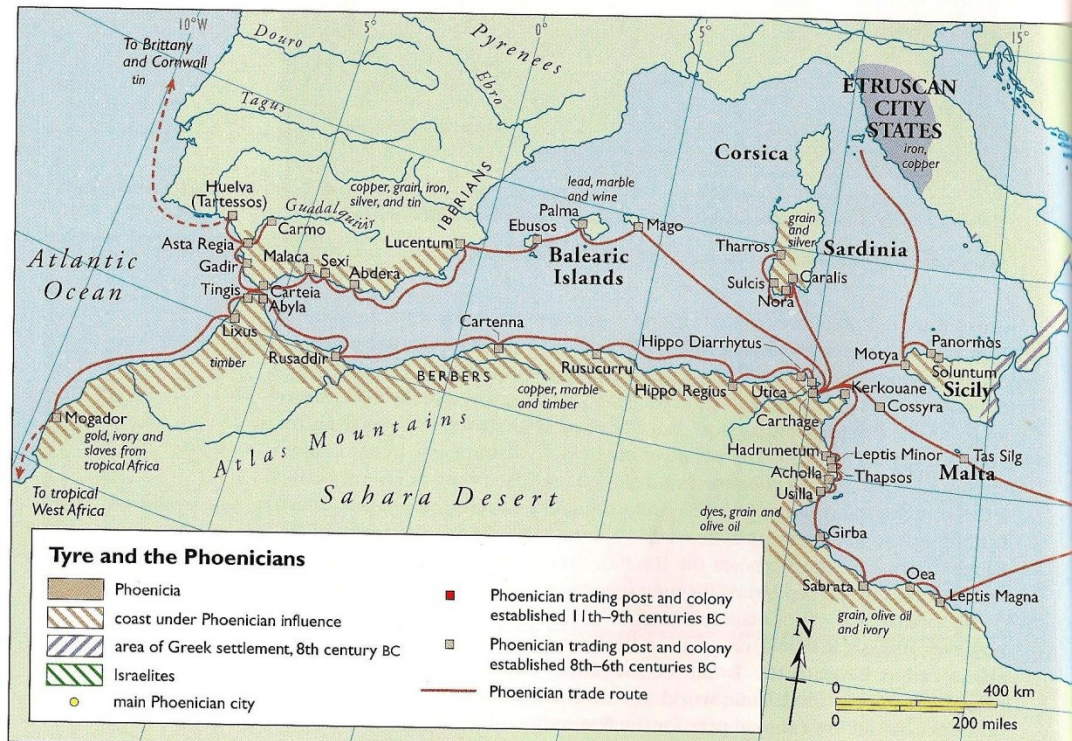 10°W
5°
0°
5°
10°
15°
To Brittany
and Cornwall
tin
Douro
Pyrenees
Ebro
Tagus
ETRUSCAN
CITY
STATES
iron,
copper
Corsica
Huelva
(Tartessos)
copper, grain, iron,
silver, and tin
Guadalquivir
IBERIANS
lead, marble
and wine
Carmo
Palma
Ebusos
Mago
grain
and
silver
Asta Regia
Lucentum
Balearic
Islands
Tharros
Sardinia
Atlantic
Ocean
Gadir
Malaca
Sexi
Abdera
Sulcis
Caralis
Nora
Tingis
Carteia
Abyla
Lixus
Cartenna
Hippo Diarrhytus
Motya
Panormos
Soluntum
Sicily
timber
Rusaddir
BERBERS
Rusucurru
copper, marble
and timber
Hippo Regius
Utica
Kerkouane
Cossyra
Carthage
Mogador
gold, ivory and
slaves from
tropical Africa
Atlas Mountains
Hadrumetum
Leptis Minor
Tas Silg
Malta
Acholla
Thapsos
Usilla
Sahara Desert
To tropical
West Africa
dyes, grain and
olive oil
Girba
Sabrata
Oea
Leptis Magna
grain, olive oil
and ivory
Tyre and the Phoenicians
Phoenicia
coast under Phoenician influence
area of Greek settlement, 8th century BC
Israelites
main Phoenician city
Phoenician trading post and colony
established 11th–9th centuries BC
Phoenician trading post and colony
established 8th–6th centuries BC
Phoenician trade route
N
0 400 km
0 200 miles